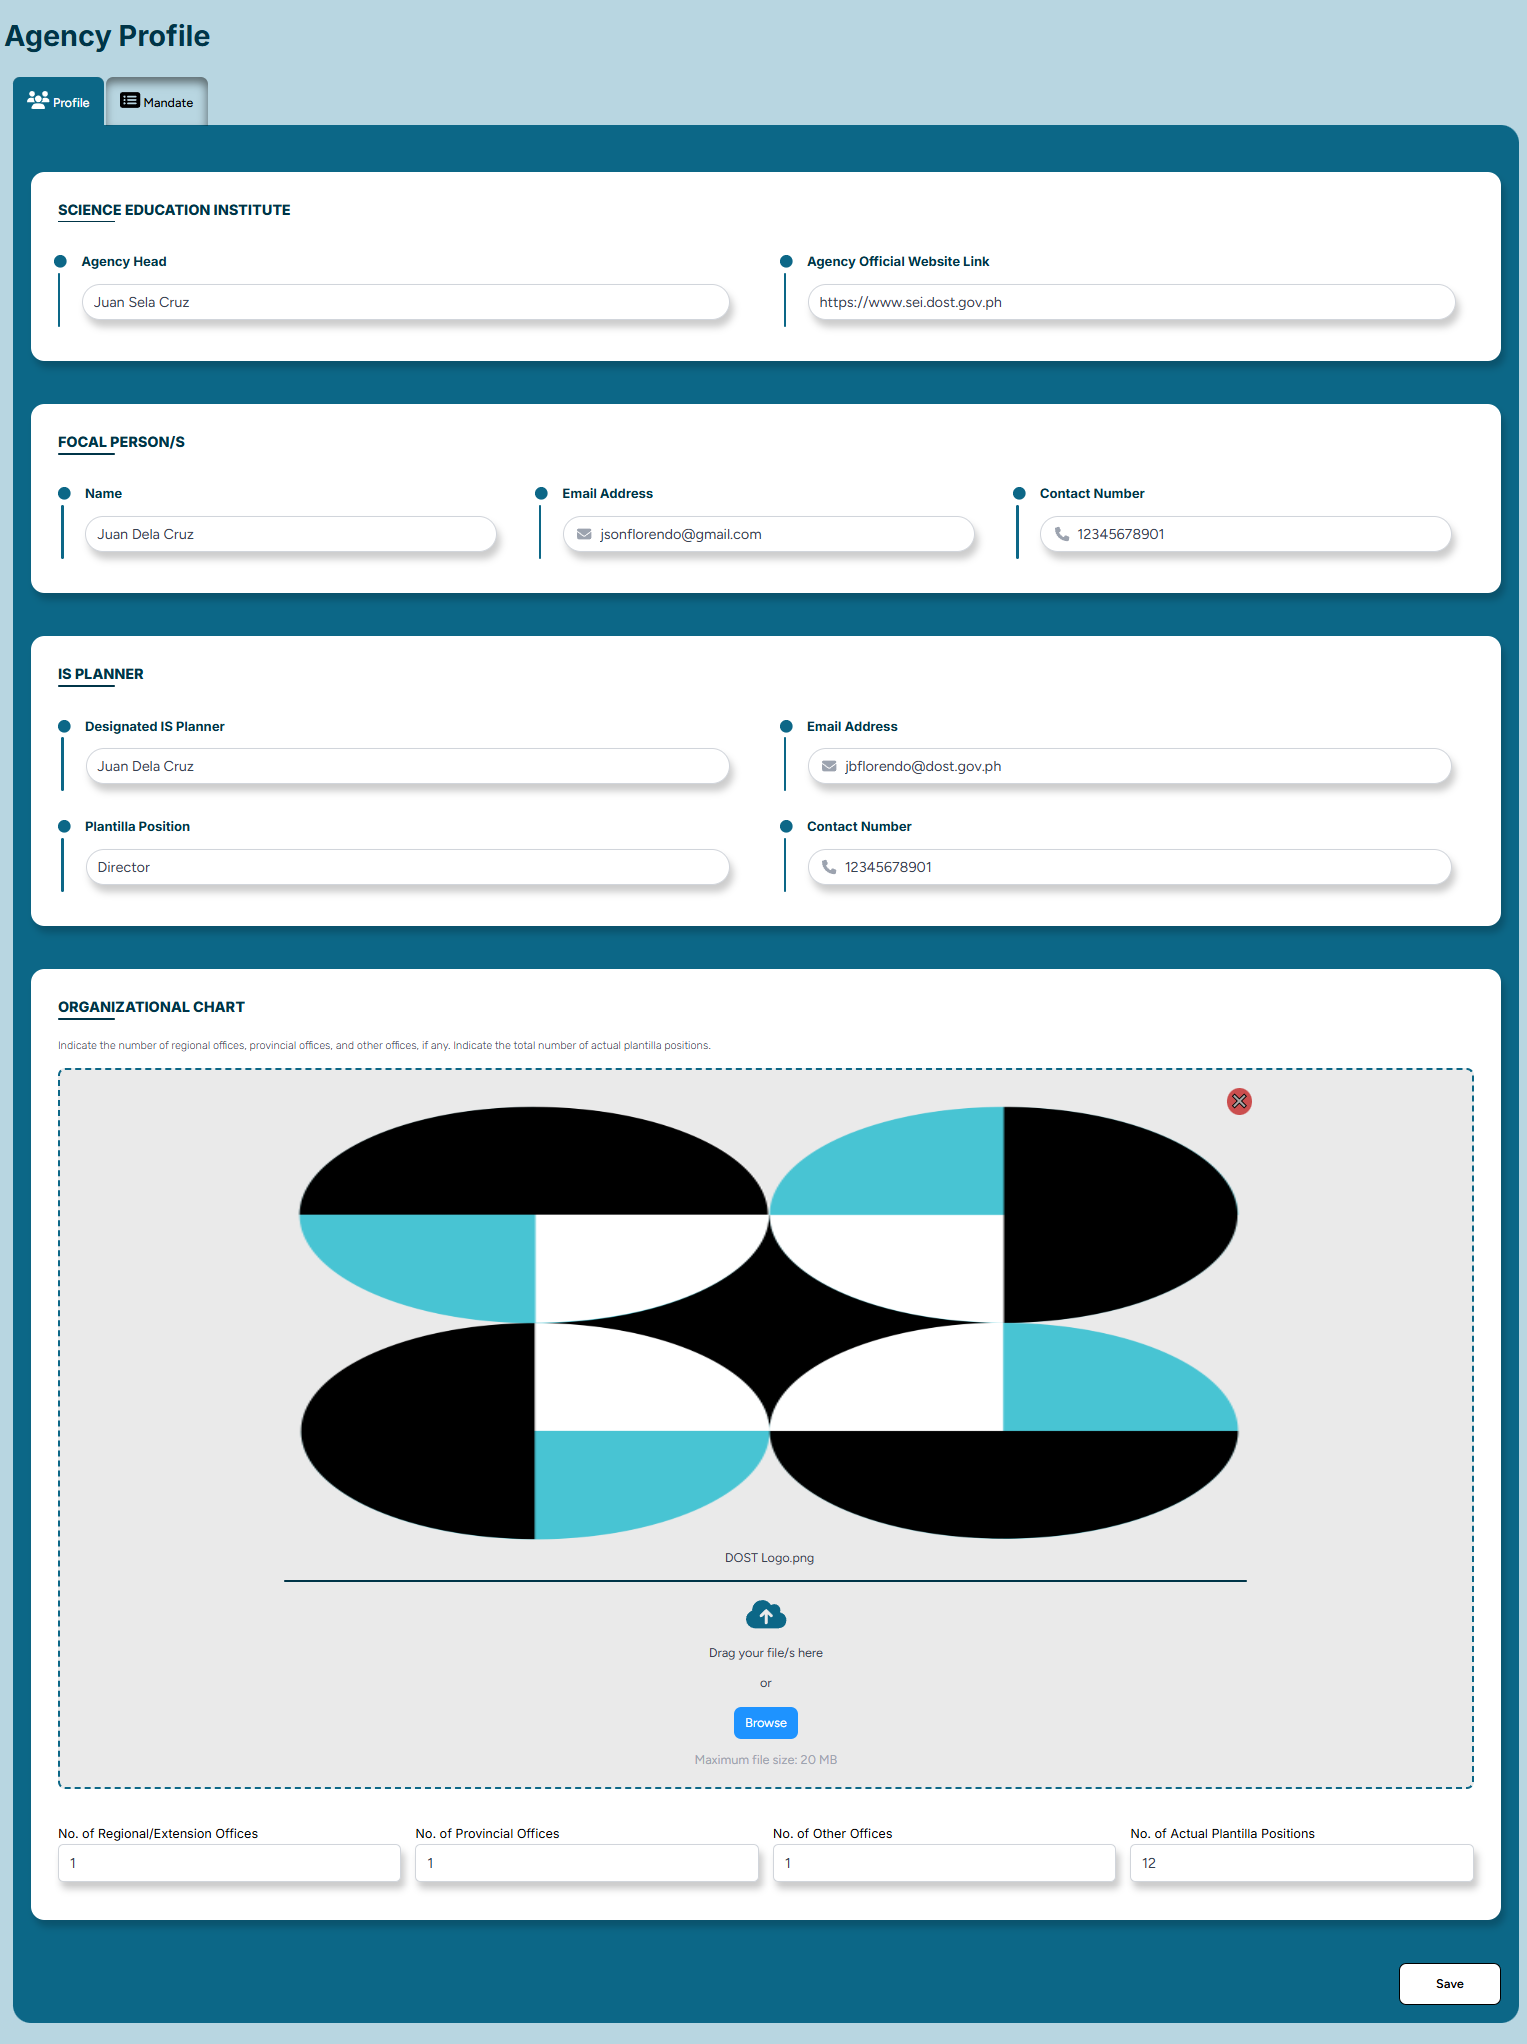 Agency Profile
Profile
Mandate
SCIENCE EDUCATION INSTITUTE
Agency Head
Agency Official Website Link
Juan Sela Cruz
https://www.sei.dost.gov.ph
FOCAL PERSON/S
Name
Email Address
Contact Number
Juan Dela Cruz
jsonflorendo@gmail.com
12345678901
IS PLANNER
Designated IS Planner
Email Address
Juan Dela Cruz
jbflorendo@dost.gov.ph
Plantilla Position
Contact Number
Director
12345678901
ORGANIZATIONAL CHART
Indicate the number of regional offices, provincial offices, and other offices, if any. Indicate the total number of actual plantilla positions.
DOST Logo.png
Drag your file/s here
or
Browse
Maximum file size: 20 MB
No. of Regional/Extension Offices
No. of Provincial Offices
No. of Other Offices
No. of Actual Plantilla Positions
1
1
1
12
Save